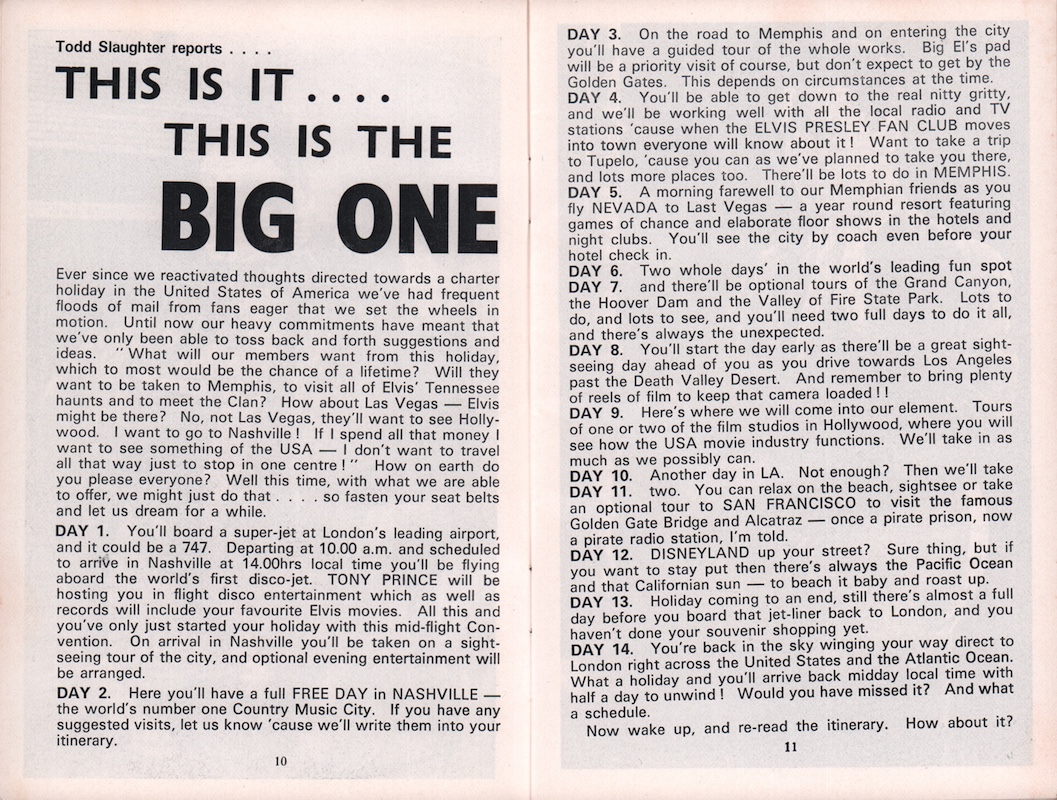 Todd Slaughter reports . . . .
THIS IS IT . . . .
THIS IS THE
BIG ONE
Ever since we reactivated thoughts directed towards a charter
holiday in the United States of America we've had frequent
floods of mail from fans eager that we set the wheels in
motion. Until now our heavy commitments have meant that
we've only been able to toss back and forth suggestions and
ideas. "What will our members want from this holiday,
which to most would be the chance of a lifetime? Will they
want to be taken to Memphis, to visit all of Elvis' Tennessee
haunts and to meet the Clan? How about Las Vegas — Elvis
might be there? No, not Las Vegas, they'll want to see Holly-
wood. I want to go to Nashville! If I spend all that money I
want to see something of the USA — I don't want to travel
all that way just to stop in one centre!" How on earth do
you please everyone? Well this time, with what we are able
to offer, we might just do that . . . . so fasten your seat belts
and let us dream for a while.
DAY 1. You'll board a super-jet at London's leading airport,
and it could be a 747. Departing at 10.00 a.m. and scheduled
to arrive in Nashville at 14.00hrs local time you'll be flying
aboard the world's first disco-jet. TONY PRINCE will be
hosting you in flight disco entertainment which as well as
records will include your favourite Elvis movies. All this and
you've only just started your holiday with this mid-flight Con-
vention. On arrival in Nashville you'll be taken on a sight-
seeing tour of the city, and optional evening entertainment will
be arranged.
DAY 2. Here you'll have a full FREE DAY in NASHVILLE —
the world's number one Country Music City. If you have any
suggested visits, let us know 'cause we'll write them into your
itinerary.
10
DAY 3. On the road to Memphis and on entering the city
you'll have a guided tour of the whole works. Big El's pad
will be a priority visit of course, but don't expect to get by the
Golden Gates. This depends on circumstances at the time.
DAY 4. You'll be able to get down to the real nitty gritty,
and we'll be working well with all the local radio and TV
stations 'cause when the ELVIS PRESLEY FAN CLUB moves
into town everyone will know about it! Want to take a trip
to Tupelo, 'cause you can as we've planned to take you there,
and lots more places too. There'll be lots to do in MEMPHIS.
DAY 5. A morning farewell to our Memphian friends as you
fly NEVADA to Last Vegas — a year round resort featuring
games of chance and elaborate floor shows in the hotels and
night clubs. You'll see the city by coach even before your
hotel check in.
DAY 6. Two whole days' in the world's leading fun spot
DAY 7. and there'll be optional tours of the Grand Canyon,
the Hoover Dam and the Valley of Fire State Park. Lots to
do, and lots to see, and you'll need two full days to do it all,
and there's always the unexpected.
DAY 8. You'll start the day early as there'll be a great sight-
seeing day ahead of you as you drive towards Los Angeles
past the Death Valley Desert. And remember to bring plenty
of reels of film to keep that camera loaded!!
DAY 9. Here's where we will come into our element. Tours
of one or two of the film studios in Hollywood, where you will
see how the USA movie industry functions. We'll take in as
much as we possibly can.
DAY 10. Another day in LA. Not enough? Then we'll take
DAY 11. two. You can relax on the beach, sightsee or take
an optional tour to SAN FRANCISCO to visit the famous
Golden Gate Bridge and Alcatraz — once a pirate prison, now
a pirate radio station, I'm told.
DAY 12. DISNEYLAND up your street? Sure thing, but if
you want to stay put then there's always the Pacific Ocean
and that Californian sun — to beach it baby and roast up.
DAY 13. Holiday coming to an end, still there's almost a full
day before you board that jet-liner back to London, and you
haven't done your souvenir shopping yet.
DAY 14. You're back in the sky winging your way direct to
London right across the United States and the Atlantic Ocean.
What a holiday and you'll arrive back midday local time with
half a day to unwind! Would you have missed it? And what
a schedule.
Now wake up, and re-read the itinerary. How about it?
11